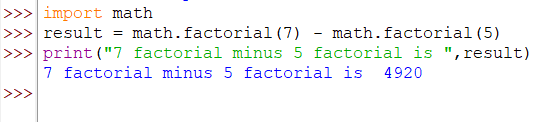 >>> import math
>>> result = math.factorial(7) - math.factorial(5)
>>> print("7 factorial minus 5 factorial is ",result)
7 factorial minus 5 factorial is  4920
>>>